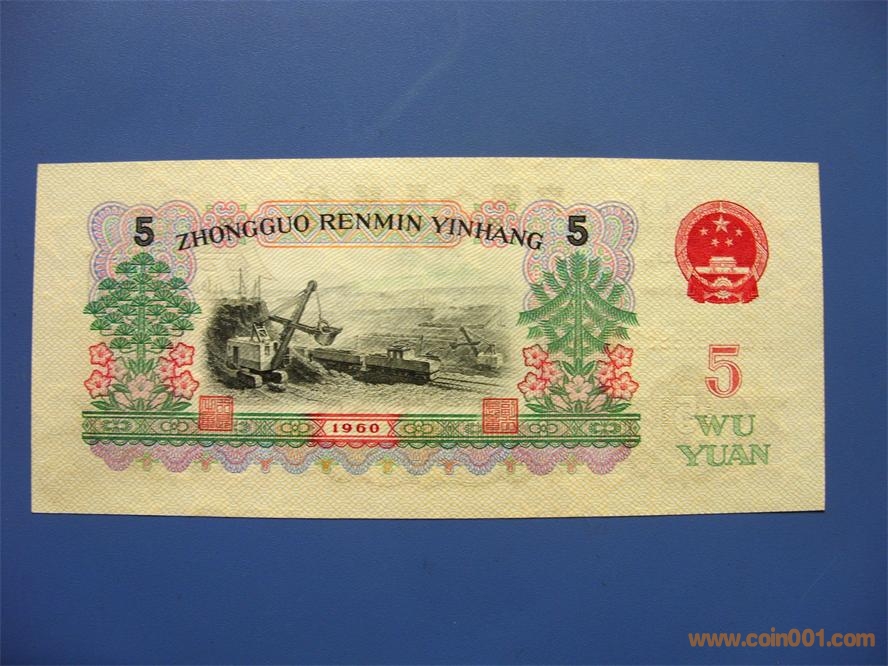 5 ZHONGGUO RENMIN YINHANG 5
5
1960
WU
YUAN
www.coin001.com